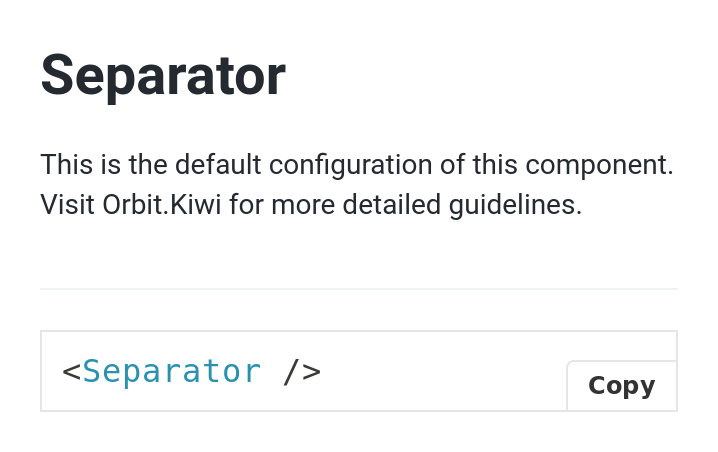 Separator
This is the default configuration of this component.
Visit Orbit.Kiwi for more detailed guidelines.
<Separator />
Copy